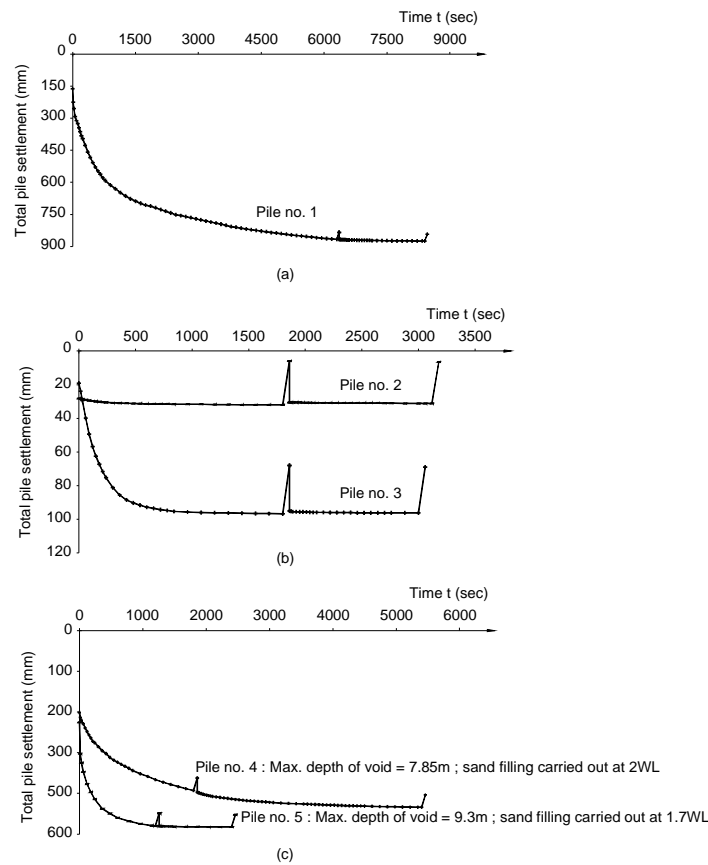 Time t (sec)
0 1500 3000 4500 6000 7500 9000
0
150
300
450
600
750
900
Total pile settlement (mm)
Pile no. 1
(a)
Time t (sec)
0 500 1000 1500 2000 2500 3000 3500
0
20
40
60
80
100
120
Total pile settlement (mm)
Pile no. 2
Pile no. 3
(b)
Time t (sec)
0 1000 2000 3000 4000 5000 6000
0
100
200
300
400
500
600
Total pile settlement (mm)
Pile no. 4 : Max. depth of void = 7.85m ; sand filling carried out at 2WL
Pile no. 5 : Max. depth of void = 9.3m ; sand filling carried out at 1.7WL
(c)